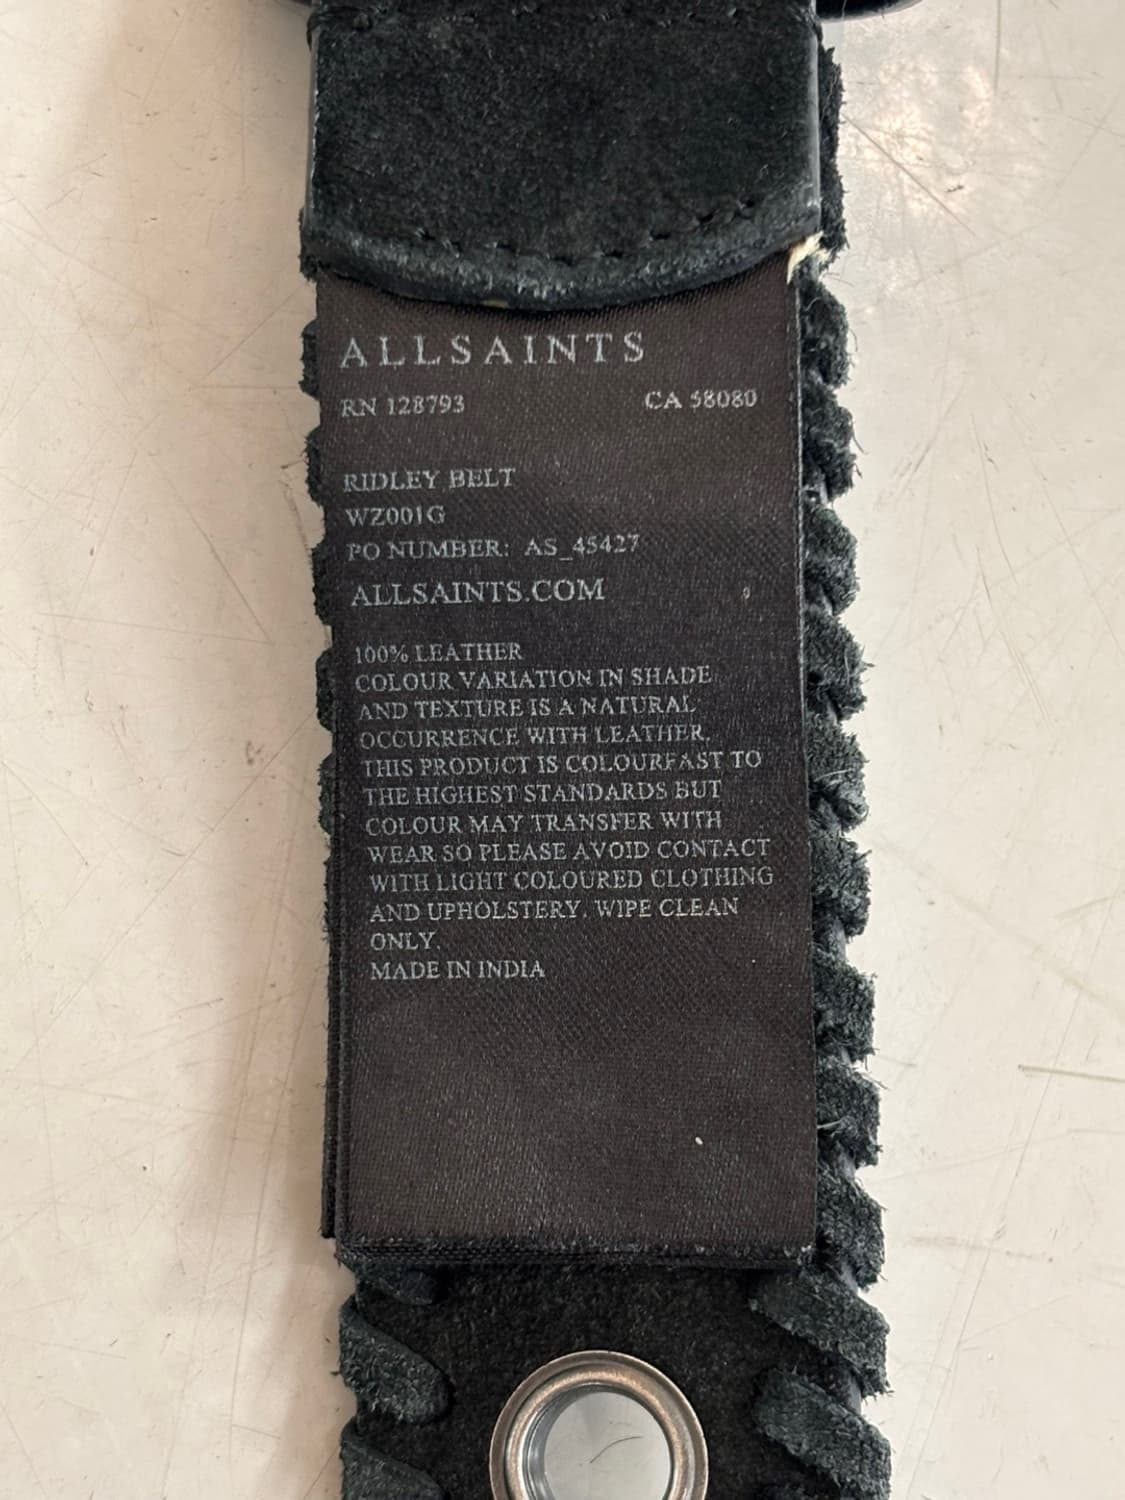 ALLSAINTS
RN 128793 CA 58080
RIDLEY BELT
WZ001G
PO NUMBER: AS_45427
ALLSAINTS.COM
100% LEATHER
COLOUR VARIATION IN SHADE
AND TEXTURE IS A NATURAL
OCCURRENCE WITH LEATHER.
THIS PRODUCT IS COLOURFAST TO
THE HIGHEST STANDARDS BUT
COLOUR MAY TRANSFER WITH
WEAR SO PLEASE AVOID CONTACT
WITH LIGHT COLOURED CLOTHING
AND UPHOLSTERY. WIPE CLEAN
ONLY.
MADE IN INDIA